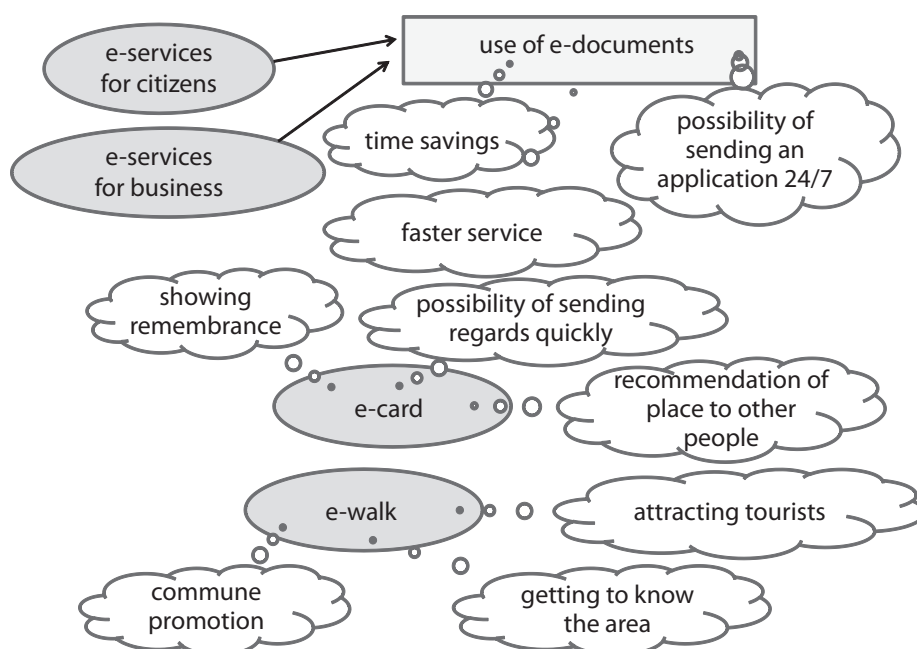 e-services
for citizens
use of e-documents
e-services
for business
time savings
possibility of
sending an
application 24/7
faster service
showing
remembrance
possibility of sending
regards quickly
e-card
recommendation of
place to other
people
e-walk
attracting tourists
commune
promotion
getting to know
the area